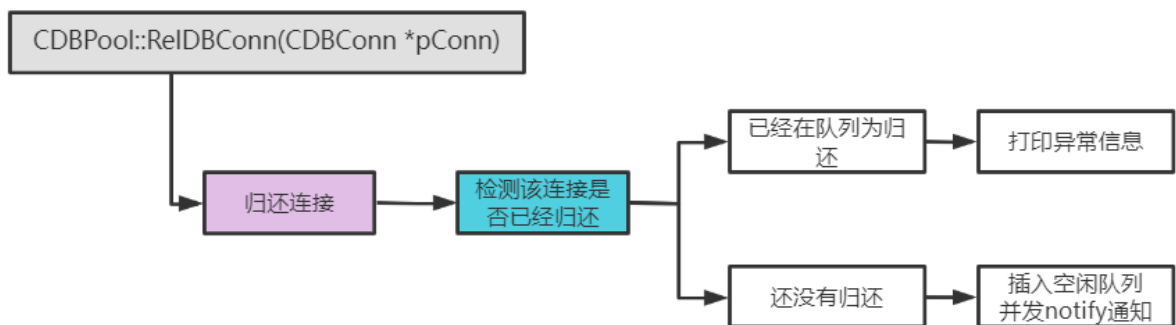 CDBPool::RelDBConn(CDBConn *pConn)
归还连接
检测该连接是
否已经归还
已经在队列为归
还
打印异常信息
还没有归还
插入空闲队列
并发notify通知